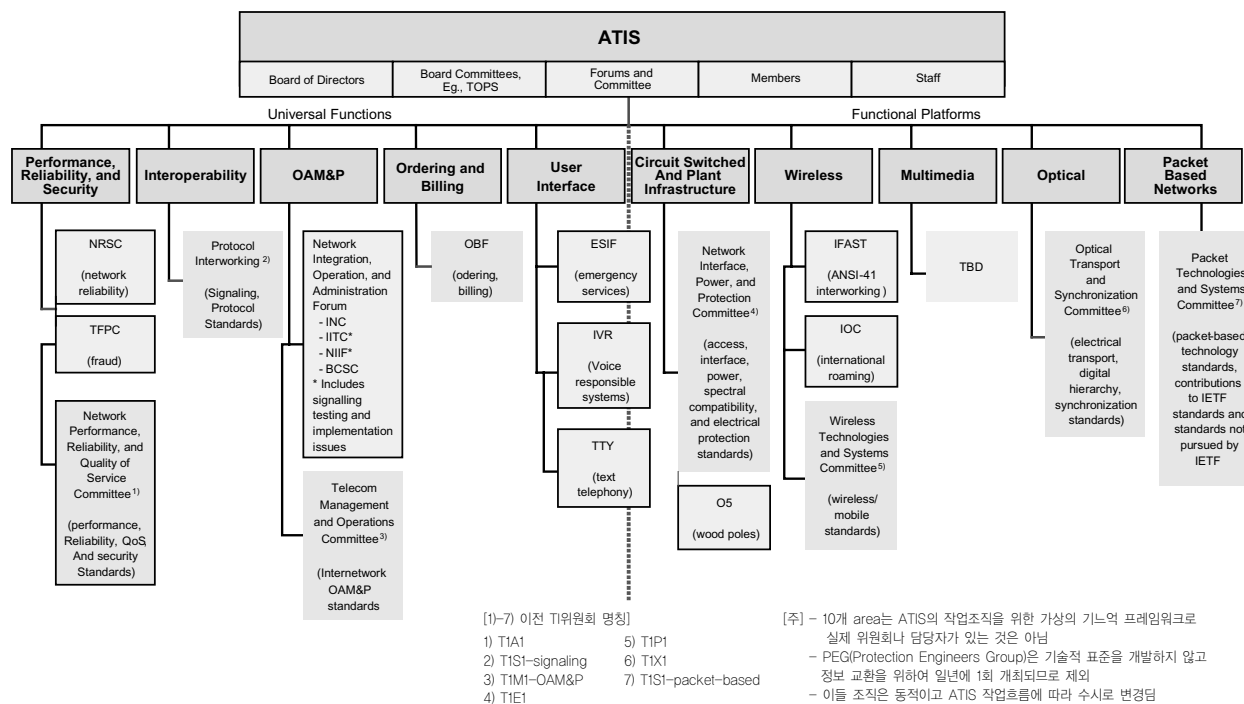 ATIS
Board of Directors
Board Committees,
Eg., TOPS
Forums and
Committee
Members
Staff
Universal Functions
Functional Platforms
Performance,
Reliability, and
Security
Interoperability
OAM&P
Ordering and
Billing
User
Interface
Circuit Switched
And Plant
Infrastructure
Wireless
Multimedia
Optical
Packet
Based
Networks
NRSC
(network
reliability)
TFPC
(fraud)
Network
Performance,
Reliability, and
Quality of
Service
Committee1)
(performance,
Reliability, QoS,
And security
Standards)
Protocol
Interworking 2)
(Signaling,
Protocol
Standards)
Network
Integration,
Operation, and
Administration
Forum
- INC
- IITC*
- NIIF*
- BCSC
* Includes
signalling
testing and
implementation
issues
Telecom
Management
and Operations
Committee3)
(Internetwork
OAM&P
standards
OBF
(odering,
billing)
ESIF
(emergency
services)
IVR
(Voice
responsible
systems)
TTY
(text
telephony)
Network
Interface,
Power, and
Protection
Committee4)
(access,
interface,
power,
spectral
compatibility,
and electrical
protection
standards)
O5
(wood poles)
IFAST
(ANSI-41
interworking )
IOC
(international
roaming)
Wireless
Technologies
and Systems
Committee5)
(wireless/
mobile
standards)
TBD
Optical
Transport
and
Synchronization
Committee6)
(electrical
transport,
digital
hierarchy,
synchronization
standards)
Packet
Technologies
and Systems
Committee7)
(packet-based
technology
standards,
contributions
to IETF
standards and
standards not
pursued by
IETF
[1)-7) 이전 T1위원회 명칭]
1) T1A1
2) T1S1-signaling
3) T1M1-OAM&P
4) T1E1
5) T1P1
6) T1X1
7) T1S1-packet-based
[주] - 10개 area는 ATIS의 작업조직을 위한 가상의 기느억 프레임워크로
실제 위원회나 담당자가 있는 것은 아님
- PEG(Protection Engineers Group)은 기술적 표준을 개발하지 않고
정보 교환을 위하여 일년에 1회 개최되므로 제외
- 이들 조직은 동적이고 ATIS 작업흐름에 따라 수시로 변경딤